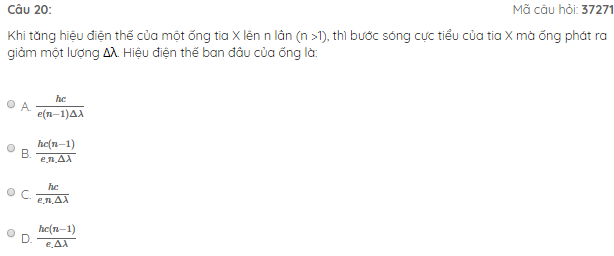 Câu 20: Mã câu hỏi: 37271
Khi tăng hiệu điện thế của một ống tia X lên n lần (n >1), thì bước sóng cực tiểu của tia X mà ống phát ra
giảm một lượng Δλ. Hiệu điện thế ban đầu của ống là:
A. hc / e(n−1)Δλ
B. hc(n−1) / e.n.Δλ
C. hc / e.n.Δλ
D. hc(n−1) / e.Δλ